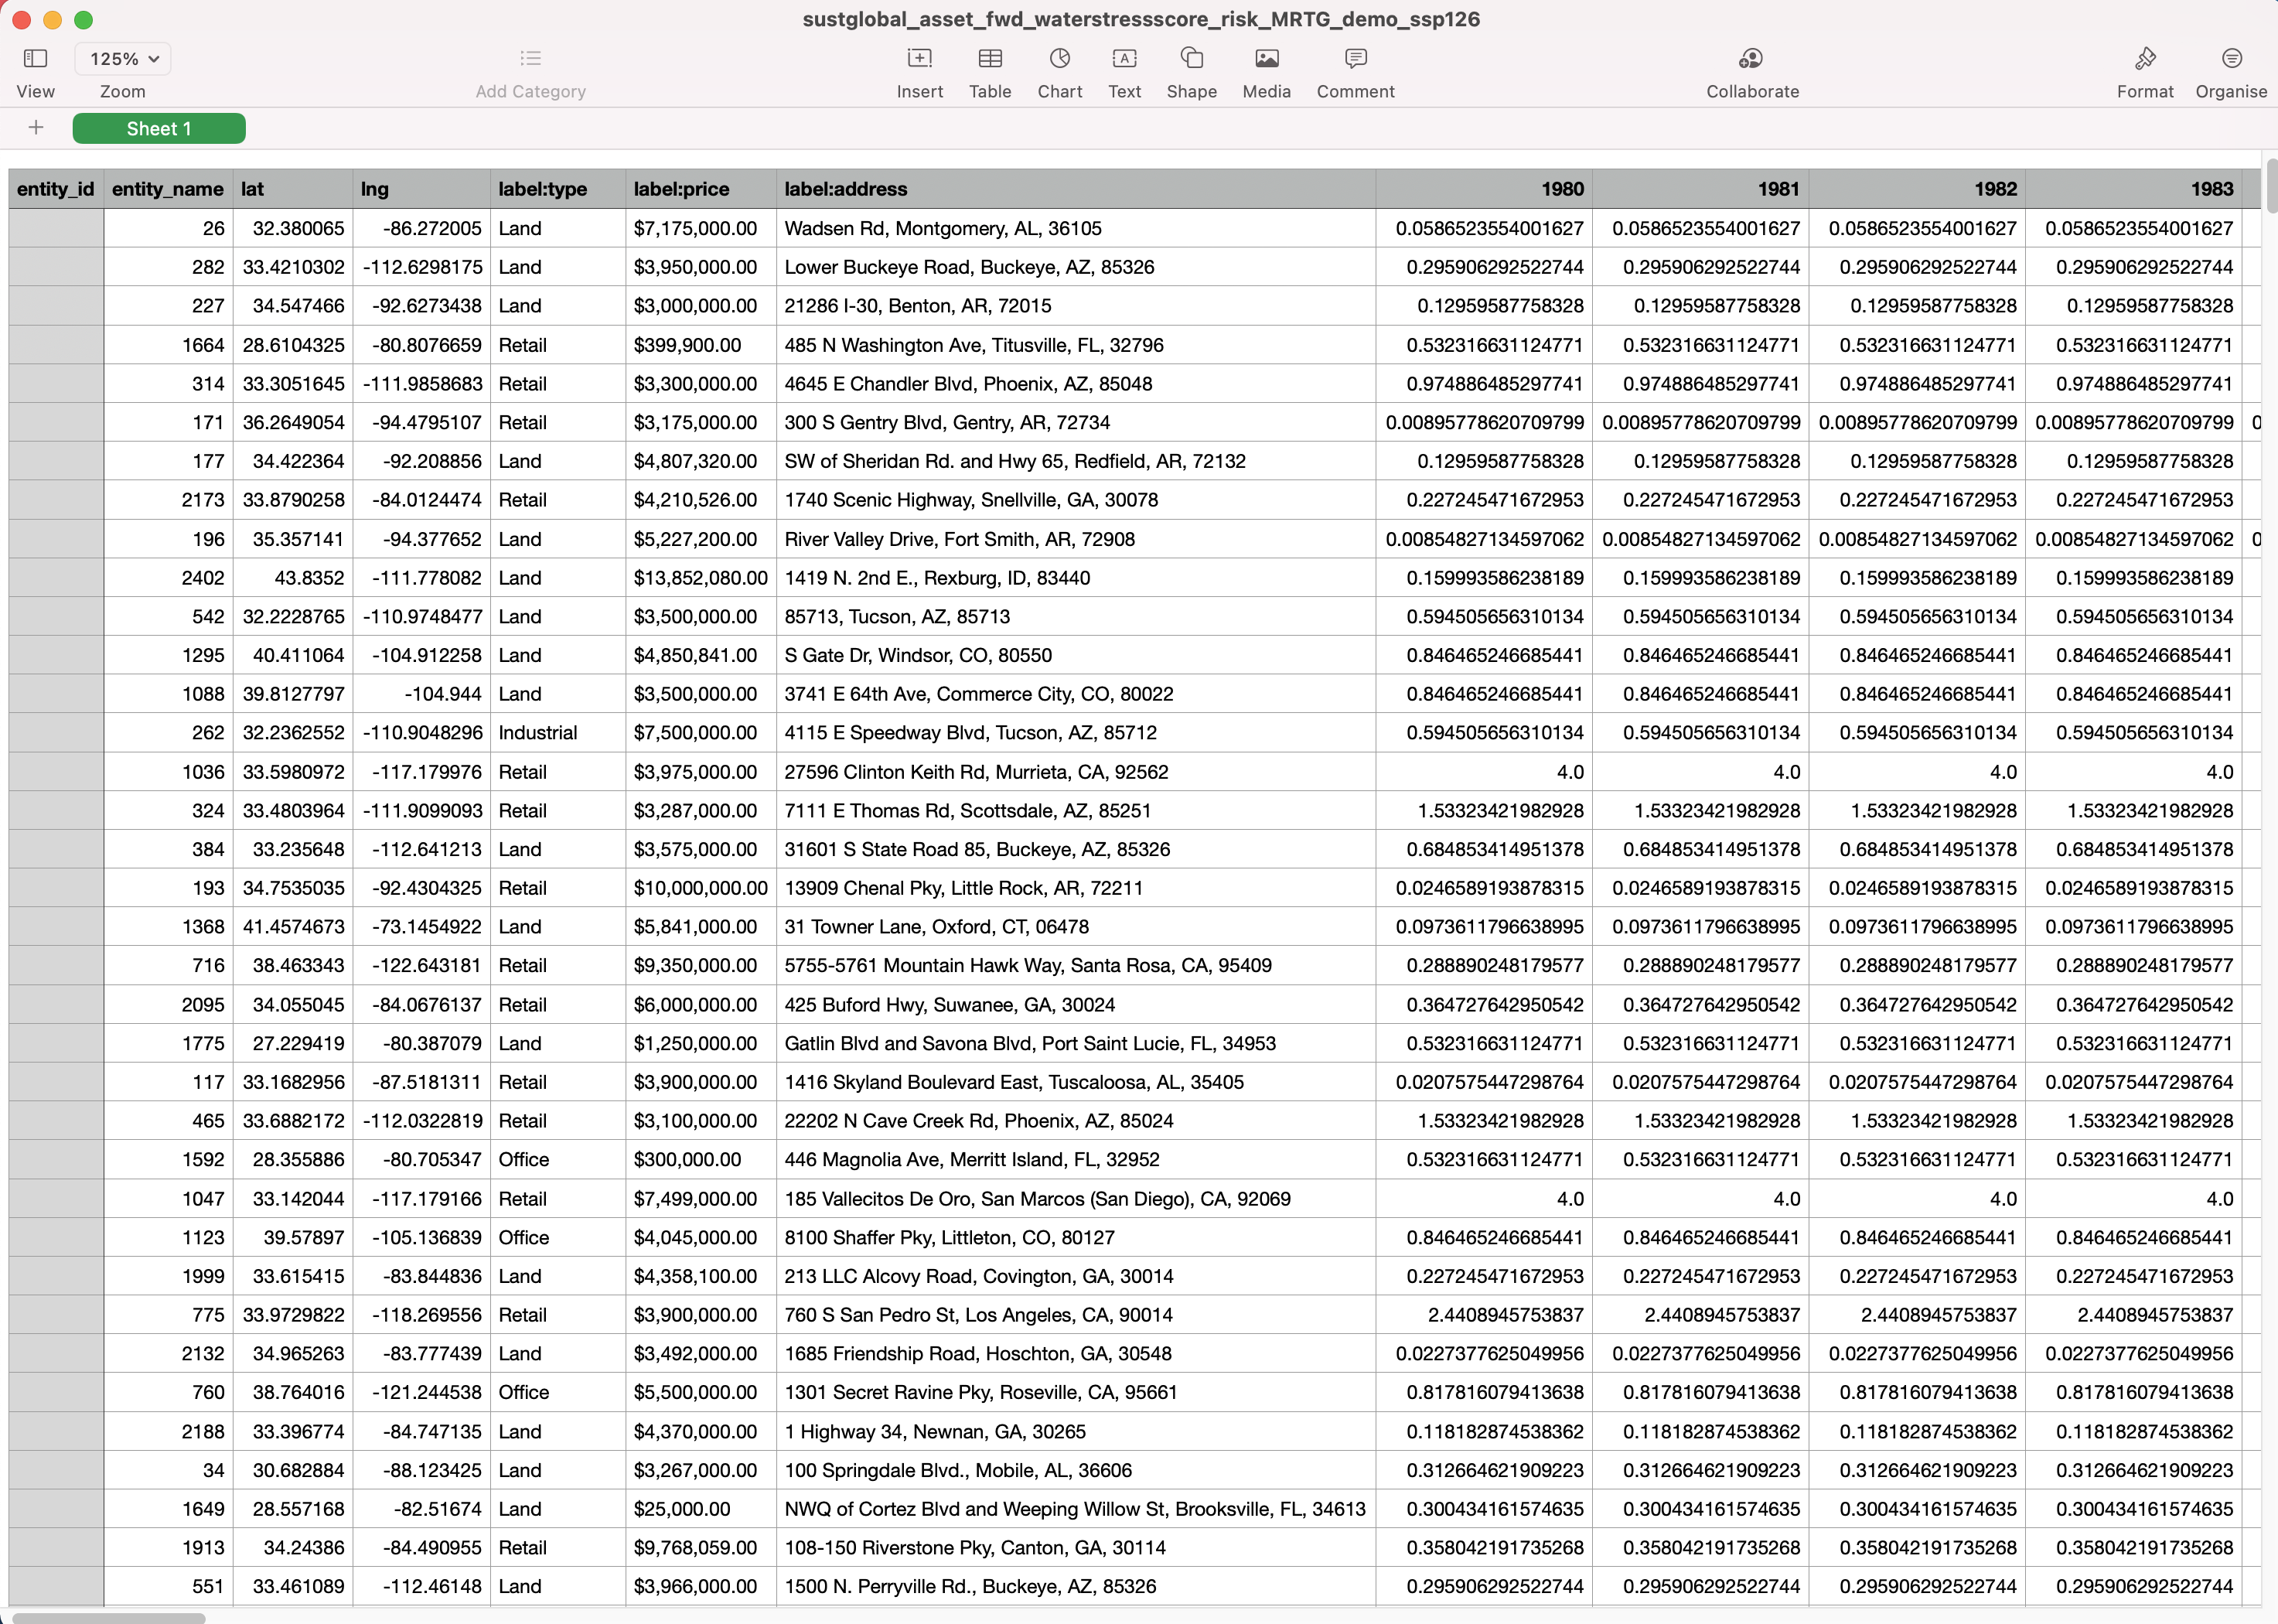 sustglobal_asset_fwd_waterstressscore_risk_MRTG_demo_ssp126
125%
View Zoom Add Category Insert Table Chart Text Shape Media Comment Collaborate Format Organise
Sheet 1
entity_id entity_name lat lng label:type label:price label:address 1980 1981 1982 1983
26 32.380065 -86.272005 Land $7,175,000.00 Wadsen Rd, Montgomery, AL, 36105 0.0586523554001627 0.0586523554001627 0.0586523554001627 0.0586523554001627
282 33.4210302 -112.6298175 Land $3,950,000.00 Lower Buckeye Road, Buckeye, AZ, 85326 0.295906292522744 0.295906292522744 0.295906292522744 0.295906292522744
227 34.547466 -92.6273438 Land $3,000,000.00 21286 I-30, Benton, AR, 72015 0.12959587758328 0.12959587758328 0.12959587758328 0.12959587758328
1664 28.6104325 -80.8076659 Retail $399,900.00 485 N Washington Ave, Titusville, FL, 32796 0.532316631124771 0.532316631124771 0.532316631124771 0.532316631124771
314 33.3051645 -111.9858683 Retail $3,300,000.00 4645 E Chandler Blvd, Phoenix, AZ, 85048 0.974886485297741 0.974886485297741 0.974886485297741 0.974886485297741
171 36.2649054 -94.4795107 Retail $3,175,000.00 300 S Gentry Blvd, Gentry, AR, 72734 0.00895778620709799 0.00895778620709799 0.00895778620709799 0.00895778620709799 0
177 34.422364 -92.208856 Land $4,807,320.00 SW of Sheridan Rd. and Hwy 65, Redfield, AR, 72132 0.12959587758328 0.12959587758328 0.12959587758328 0.12959587758328
2173 33.8790258 -84.0124474 Retail $4,210,526.00 1740 Scenic Highway, Snellville, GA, 30078 0.227245471672953 0.227245471672953 0.227245471672953 0.227245471672953
196 35.357141 -94.377652 Land $5,227,200.00 River Valley Drive, Fort Smith, AR, 72908 0.00854827134597062 0.00854827134597062 0.00854827134597062 0.00854827134597062 0
2402 43.8352 -111.778082 Land $13,852,080.00 1419 N. 2nd E., Rexburg, ID, 83440 0.159993586238189 0.159993586238189 0.159993586238189 0.159993586238189
542 32.2228765 -110.9748477 Land $3,500,000.00 85713, Tucson, AZ, 85713 0.594505656310134 0.594505656310134 0.594505656310134 0.594505656310134
1295 40.411064 -104.912258 Land $4,850,841.00 S Gate Dr, Windsor, CO, 80550 0.846465246685441 0.846465246685441 0.846465246685441 0.846465246685441
1088 39.8127797 -104.944 Land $3,500,000.00 3741 E 64th Ave, Commerce City, CO, 80022 0.846465246685441 0.846465246685441 0.846465246685441 0.846465246685441
262 32.2362552 -110.9048296 Industrial $7,500,000.00 4115 E Speedway Blvd, Tucson, AZ, 85712 0.594505656310134 0.594505656310134 0.594505656310134 0.594505656310134
1036 33.5980972 -117.179976 Retail $3,975,000.00 27596 Clinton Keith Rd, Murrieta, CA, 92562 4.0 4.0 4.0 4.0
324 33.4803964 -111.9099093 Retail $3,287,000.00 7111 E Thomas Rd, Scottsdale, AZ, 85251 1.53323421982928 1.53323421982928 1.53323421982928 1.53323421982928
384 33.235648 -112.641213 Land $3,575,000.00 31601 S State Road 85, Buckeye, AZ, 85326 0.684853414951378 0.684853414951378 0.684853414951378 0.684853414951378
193 34.7535035 -92.4304325 Retail $10,000,000.00 13909 Chenal Pky, Little Rock, AR, 72211 0.0246589193878315 0.0246589193878315 0.0246589193878315 0.0246589193878315
1368 41.4574673 -73.1454922 Land $5,841,000.00 31 Towner Lane, Oxford, CT, 06478 0.0973611796638995 0.0973611796638995 0.0973611796638995 0.0973611796638995
716 38.463343 -122.643181 Retail $9,350,000.00 5755-5761 Mountain Hawk Way, Santa Rosa, CA, 95409 0.288890248179577 0.288890248179577 0.288890248179577 0.288890248179577
2095 34.055045 -84.0676137 Retail $6,000,000.00 425 Buford Hwy, Suwanee, GA, 30024 0.364727642950542 0.364727642950542 0.364727642950542 0.364727642950542
1775 27.229419 -80.387079 Land $1,250,000.00 Gatlin Blvd and Savona Blvd, Port Saint Lucie, FL, 34953 0.532316631124771 0.532316631124771 0.532316631124771 0.532316631124771
117 33.1682956 -87.5181311 Retail $3,900,000.00 1416 Skyland Boulevard East, Tuscaloosa, AL, 35405 0.0207575447298764 0.0207575447298764 0.0207575447298764 0.0207575447298764
465 33.6882172 -112.0322819 Retail $3,100,000.00 22202 N Cave Creek Rd, Phoenix, AZ, 85024 1.53323421982928 1.53323421982928 1.53323421982928 1.53323421982928
1592 28.355886 -80.705347 Office $300,000.00 446 Magnolia Ave, Merritt Island, FL, 32952 0.532316631124771 0.532316631124771 0.532316631124771 0.532316631124771
1047 33.142044 -117.179166 Retail $7,499,000.00 185 Vallecitos De Oro, San Marcos (San Diego), CA, 92069 4.0 4.0 4.0 4.0
1123 39.57897 -105.136839 Office $4,045,000.00 8100 Shaffer Pky, Littleton, CO, 80127 0.846465246685441 0.846465246685441 0.846465246685441 0.846465246685441
1999 33.615415 -83.844836 Land $4,358,100.00 213 LLC Alcovy Road, Covington, GA, 30014 0.227245471672953 0.227245471672953 0.227245471672953 0.227245471672953
775 33.9729822 -118.269556 Retail $3,900,000.00 760 S San Pedro St, Los Angeles, CA, 90014 2.4408945753837 2.4408945753837 2.4408945753837 2.4408945753837
2132 34.965263 -83.777439 Land $3,492,000.00 1685 Friendship Road, Hoschton, GA, 30548 0.0227377625049956 0.0227377625049956 0.0227377625049956 0.0227377625049956
760 38.764016 -121.244538 Office $5,500,000.00 1301 Secret Ravine Pky, Roseville, CA, 95661 0.817816079413638 0.817816079413638 0.817816079413638 0.817816079413638
2188 33.396774 -84.747135 Land $4,370,000.00 1 Highway 34, Newnan, GA, 30265 0.118182874538362 0.118182874538362 0.118182874538362 0.118182874538362
34 30.682884 -88.123425 Land $3,267,000.00 100 Springdale Blvd., Mobile, AL, 36606 0.312664621909223 0.312664621909223 0.312664621909223 0.312664621909223
1649 28.557168 -82.51674 Land $25,000.00 NWQ of Cortez Blvd and Weeping Willow St, Brooksville, FL, 34613 0.300434161574635 0.300434161574635 0.300434161574635 0.300434161574635
1913 34.24386 -84.490955 Retail $9,768,059.00 108-150 Riverstone Pky, Canton, GA, 30114 0.358042191735268 0.358042191735268 0.358042191735268 0.358042191735268
551 33.461089 -112.46148 Land $3,966,000.00 1500 N. Perryville Rd., Buckeye, AZ, 85326 0.295906292522744 0.295906292522744 0.295906292522744 0.295906292522744